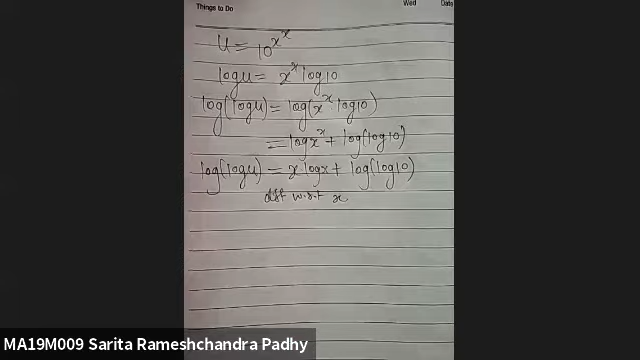 Things to Do
Wed
Date
u = 10^x^x
log u = x^x log 10
log(log u) = log(x^x · log 10)
= log x^x + log(log 10)
log(log u) = x log x + log(log 10)
diff w.r.t x
MA19M009 Sarita Rameshchandra Padhy